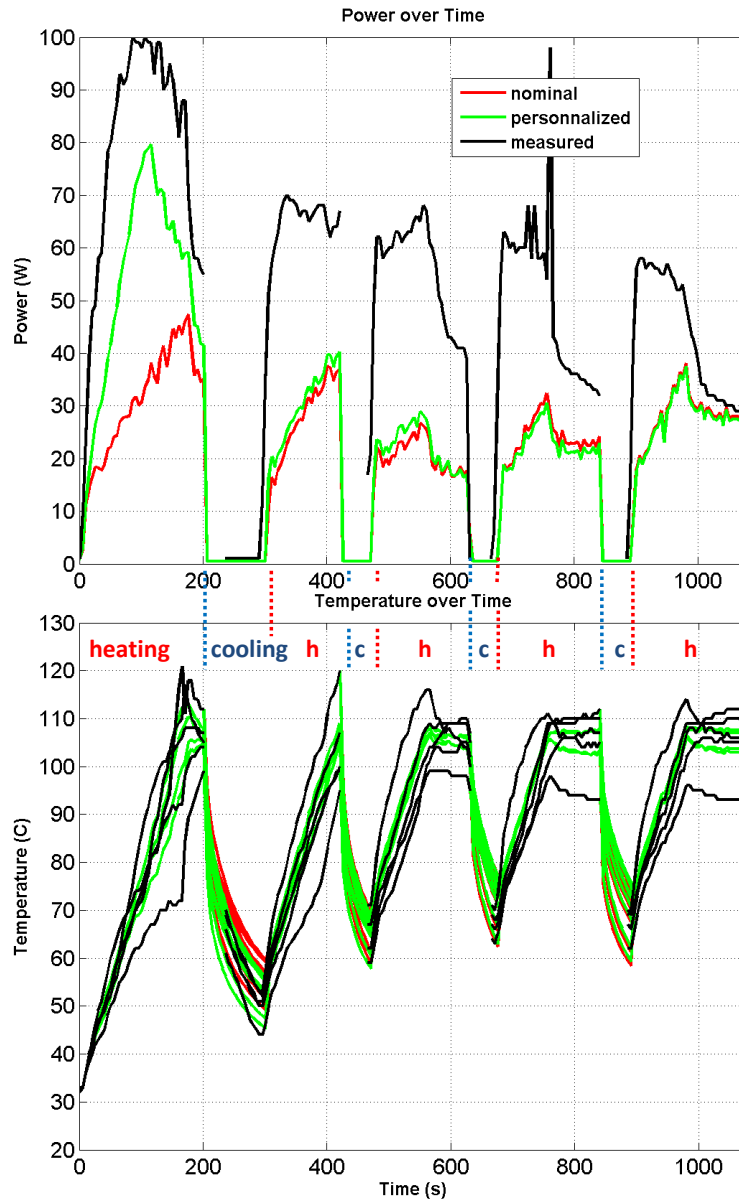 Power over Time
100
90
80
70
60
50
40
30
20
10
0
Power (W)
nominal
personnalized
measured
0 200 400 600 800 1000
Temperature over Time
130
120
110
100
90
80
70
60
50
40
30
20
Temperature (C)
heating cooling h c h c h c h
0 200 400 600 800 1000
Time (s)